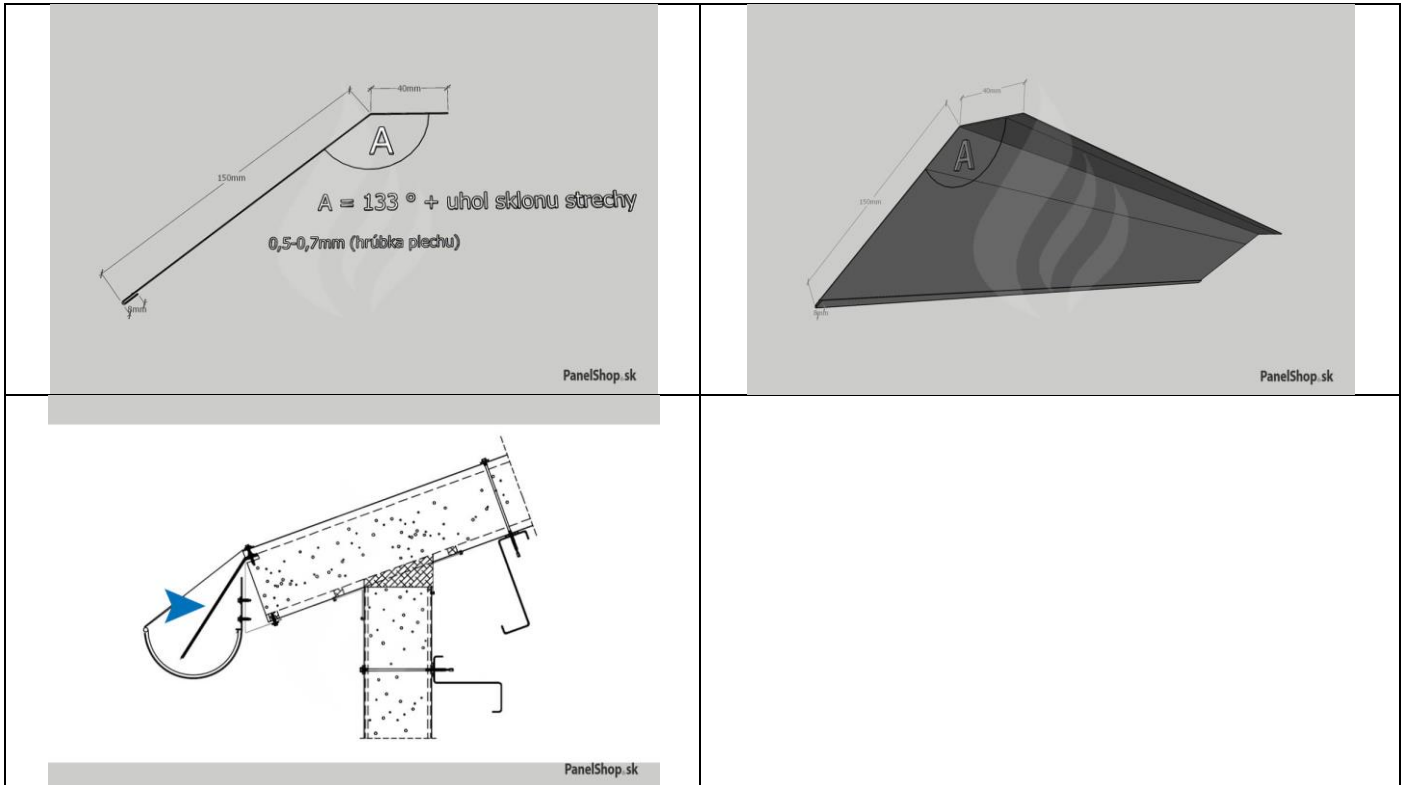 40mm
A
150mm
A = 133 ° + uhol sklonu strechy
0,5-0,7mm (hrúbka plechu)
8mm
PanelShop.sk
40mm
A
150mm
8mm
PanelShop.sk
PanelShop.sk